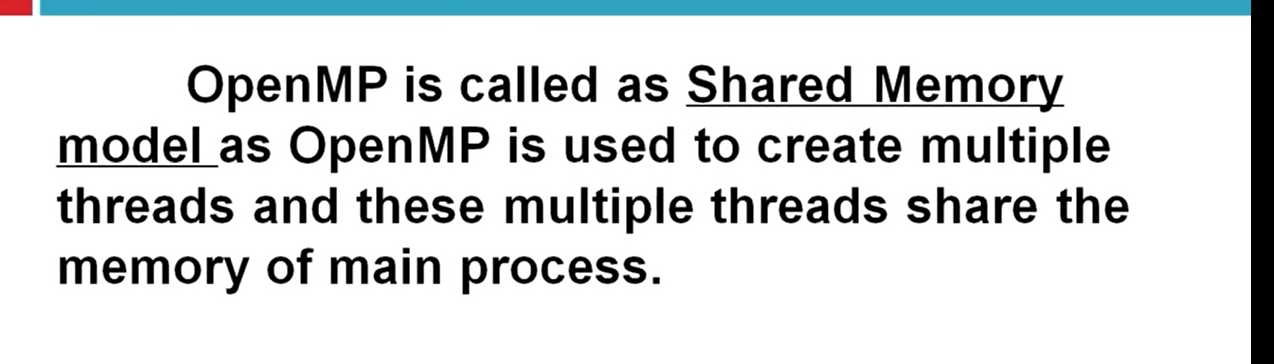 OpenMP is called as Shared Memory
model as OpenMP is used to create multiple
threads and these multiple threads share the
memory of main process.